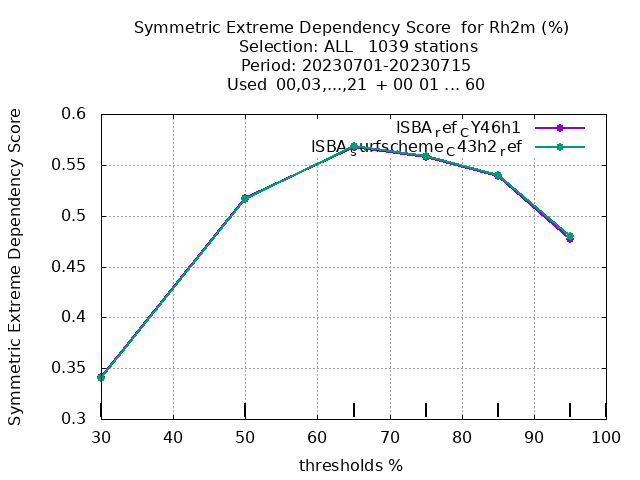 Symmetric Extreme Dependency Score  for Rh2m (%)
Selection: ALL   1039 stations
Period: 20230701-20230715
Used  00,03,...,21  + 00 01 ... 60
Symmetric Extreme Dependency Score
0.6
0.55
0.5
0.45
0.4
0.35
0.3
ISBA_ref_CY46h1
ISBA_surfscheme_C43h2_ref
30 40 50 60 70 80 90 100
thresholds %